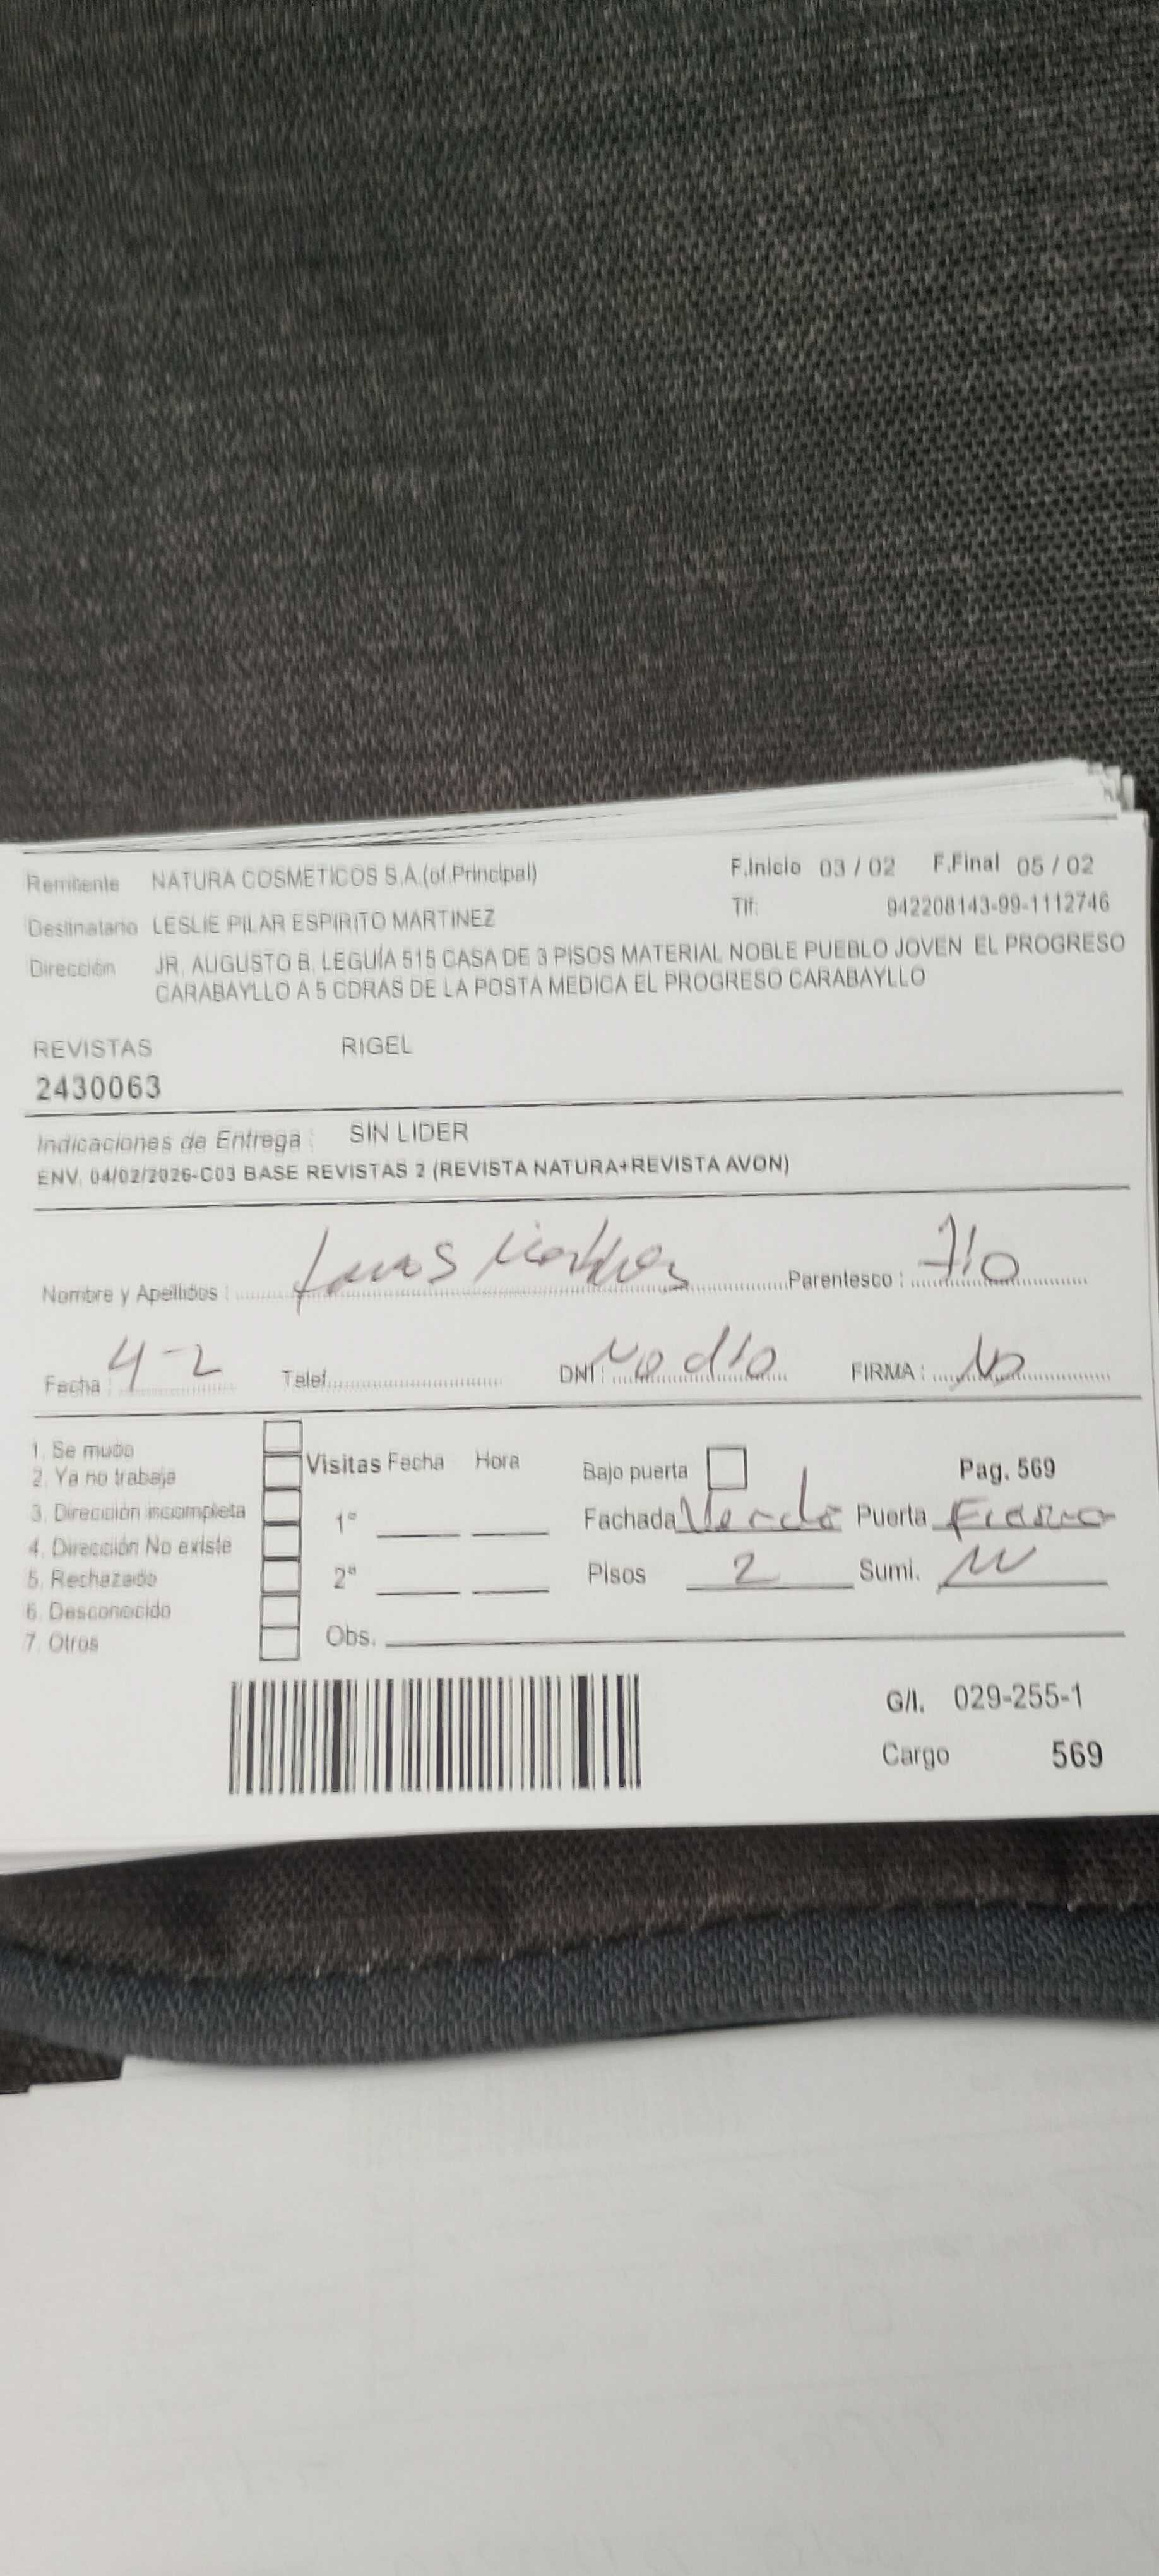 Remitente NATURA COSMETICOS S.A.(of.Principal) F.Inicio 03 / 02 F.Final 05 / 02
Destinatario LESLIE PILAR ESPIRITO MARTINEZ Tlf: 942208143-99-1112746
Dirección JR. AUGUSTO B. LEGUÍA 515 CASA DE 3 PISOS MATERIAL NOBLE PUEBLO JOVEN EL PROGRESO
CARABAYLLO A 5 CDRAS DE LA POSTA MEDICA EL PROGRESO CARABAYLLO
REVISTAS RIGEL
2430063
Indicaciones de Entrega : SIN LIDER
ENV. 04/02/2026-C03 BASE REVISTAS 2 (REVISTA NATURA+REVISTA AVON)
Nombre y Apellidos : Parentesco :
Fecha : 4-2 Telef. DNI: No dio FIRMA : No
1. Se mudo
2. Ya no trabaja
3. Dirección incompleta
4. Dirección No existe
5. Rechazado
6. Desconocido
7. Otros
Visitas Fecha Hora
1°
2°
Bajo puerta Pag. 569
Fachada Verde Puerta
Pisos 2 Sumi.
Obs.
G/I. 029-255-1
Cargo 569